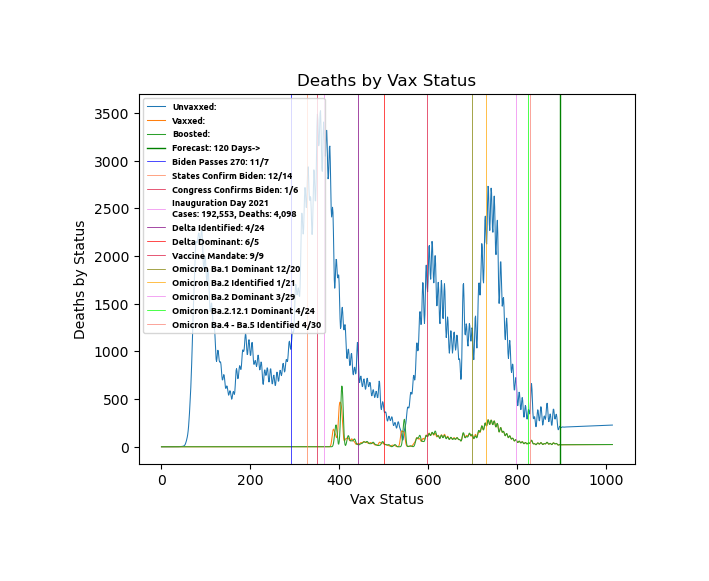 Deaths by Vax Status
Deaths by Status
3500
3000
2500
2000
1500
1000
500
0
Unvaxxed:
Vaxxed:
Boosted:
Forecast: 120 Days->
Biden Passes 270: 11/7
States Confirm Biden: 12/14
Congress Confirms Biden: 1/6
Inauguration Day 2021
Cases: 192,553, Deaths: 4,098
Delta Identified: 4/24
Delta Dominant: 6/5
Vaccine Mandate: 9/9
Omicron Ba.1 Dominant 12/20
Omicron Ba.2 Identified 1/21
Omicron Ba.2 Dominant 3/29
Omicron Ba.2.12.1 Dominant 4/24
Omicron Ba.4 - Ba.5 Identified 4/30
0 200 400 600 800 1000
Vax Status